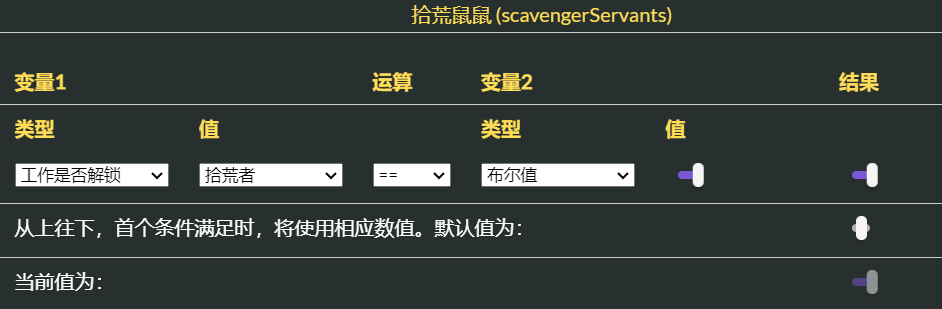 拾荒鼠鼠 (scavengerServants)
变量1 运算 变量2 结果
类型 值 类型 值
工作是否解锁 拾荒者 == 布尔值
从上往下，首个条件满足时，将使用相应数值。默认值为：
当前值为：